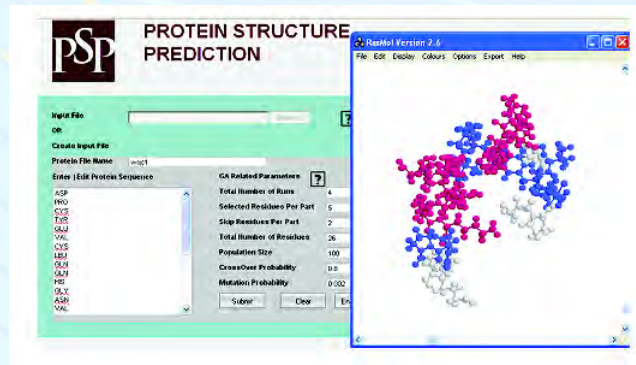 PSP
PROTEIN STRUCTURE
PREDICTION
Input File
OR
Create Input File
Protein File Name
Enter |Edit Protein Sequence
ASP
PRO
CYS
TYR
GLU
VAL
CYS
LEU
GLN
GLN
HIS
GLY
ASN
VAL
GA Related Parameters ?
Total Number of Runs 4
Selected Residues Per Part 5
Skip Residues Per Part 2
Total Number of Residues 26
Population Size 100
CrossOver Probability 0.8
Mutation Probability 0.002
Submit Clear
RasMol Version 2.6
File Edit Display Colours Options Export Help